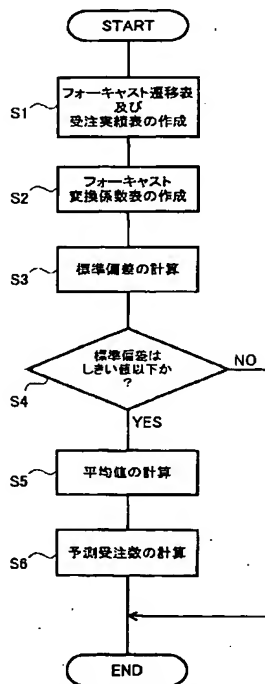 START
フォーキャスト遷移表
及び
受注実績表の作成
S1
フォーキャスト
変換係数表の作成
S2
標準偏差の計算
S3
標準偏差は
しきい値以下か
?
NO
S4
YES
平均値の計算
S5
予測受注数の計算
S6
END